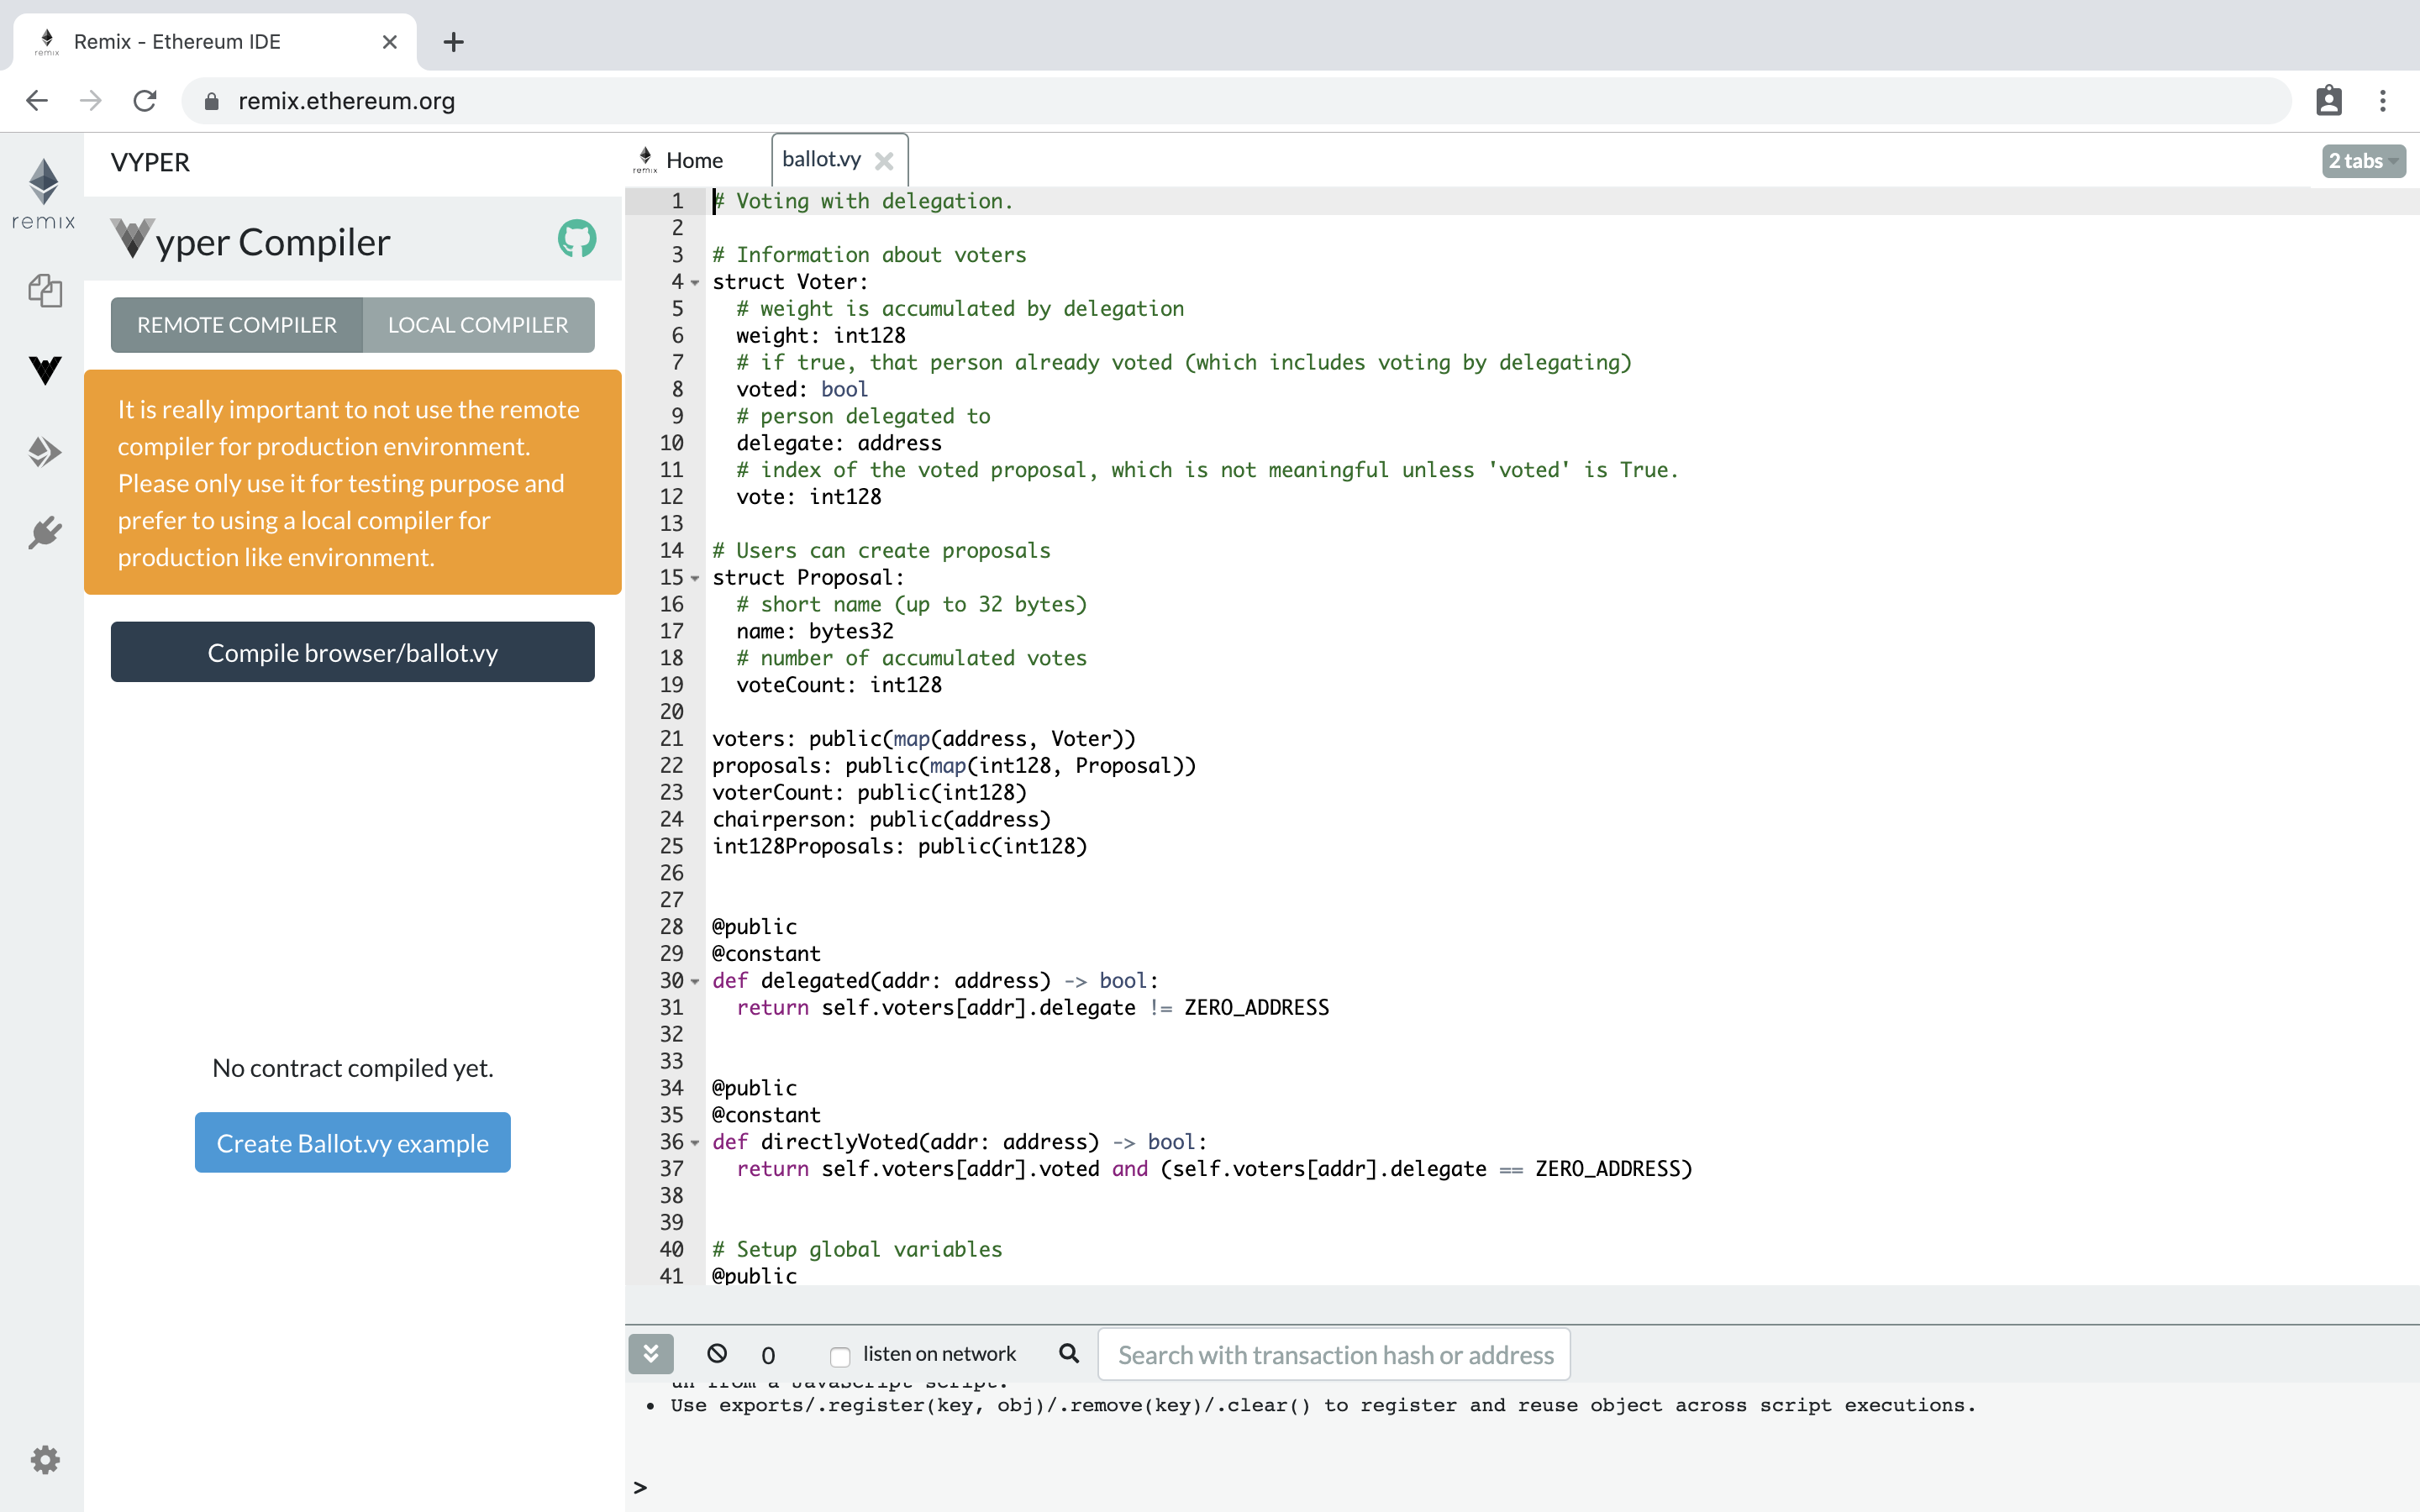 Remix - Ethereum IDE
remix.ethereum.org
remix
VYPER
Vyper Compiler
REMOTE COMPILER LOCAL COMPILER
It is really important to not use the remote
compiler for production environment.
Please only use it for testing purpose and
prefer to using a local compiler for
production like environment.
Compile browser/ballot.vy
No contract compiled yet.
Create Ballot.vy example
remix Home ballot.vy 2 tabs
1 # Voting with delegation.
2
3 # Information about voters
4 struct Voter:
5 # weight is accumulated by delegation
6 weight: int128
7 # if true, that person already voted (which includes voting by delegating)
8 voted: bool
9 # person delegated to
10 delegate: address
11 # index of the voted proposal, which is not meaningful unless 'voted' is True.
12 vote: int128
13
14 # Users can create proposals
15 struct Proposal:
16 # short name (up to 32 bytes)
17 name: bytes32
18 # number of accumulated votes
19 voteCount: int128
20
21 voters: public(map(address, Voter))
22 proposals: public(map(int128, Proposal))
23 voterCount: public(int128)
24 chairperson: public(address)
25 int128Proposals: public(int128)
26
27
28 @public
29 @constant
30 def delegated(addr: address) -> bool:
31 return self.voters[addr].delegate != ZERO_ADDRESS
32
33
34 @public
35 @constant
36 def directlyVoted(addr: address) -> bool:
37 return self.voters[addr].voted and (self.voters[addr].delegate == ZERO_ADDRESS)
38
39
40 # Setup global variables
41 @public
0 listen on network Search with transaction hash or address
from a JavaScript script.
• Use exports/.register(key, obj)/.remove(key)/.clear() to register and reuse object across script executions.
>